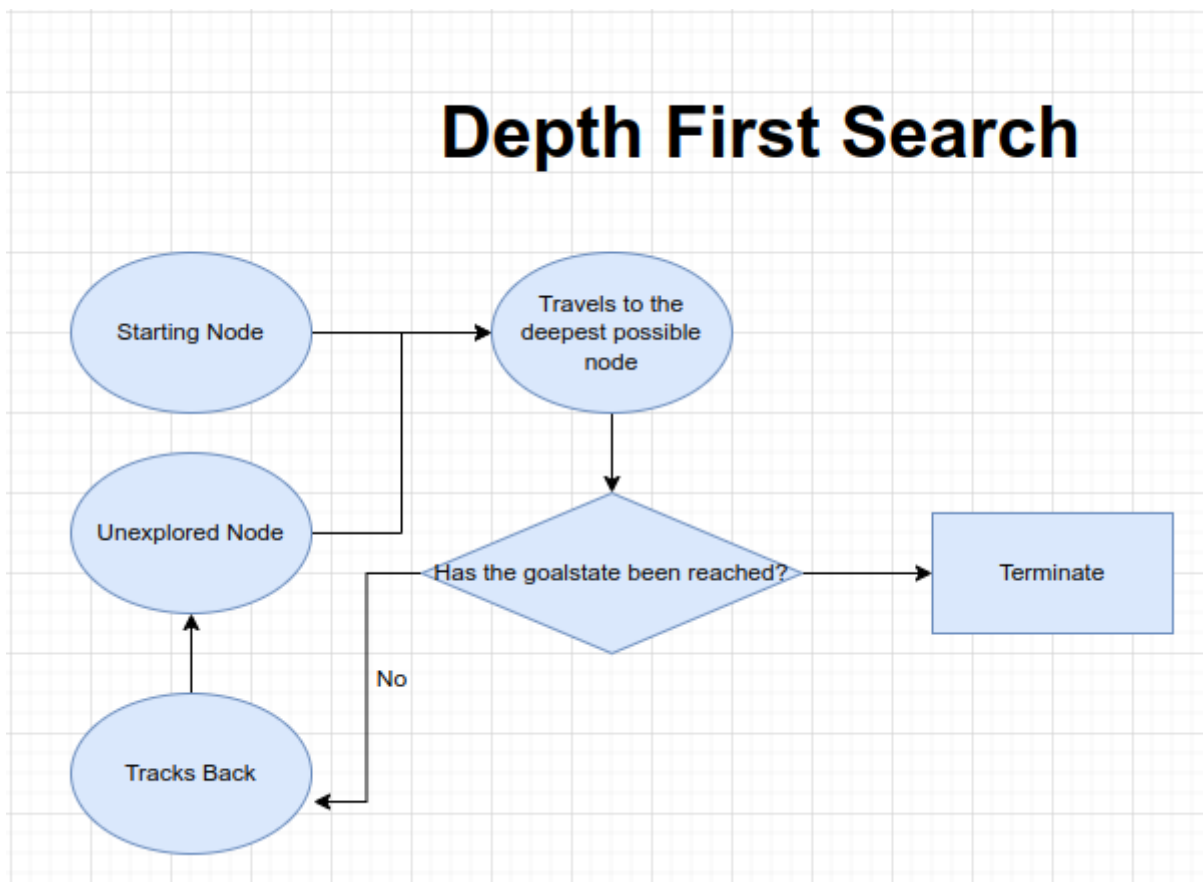 Depth First Search
Starting Node
Travels to the
deepest possible
node
Unexplored Node
Has the goalstate been reached?
Terminate
No
Tracks Back